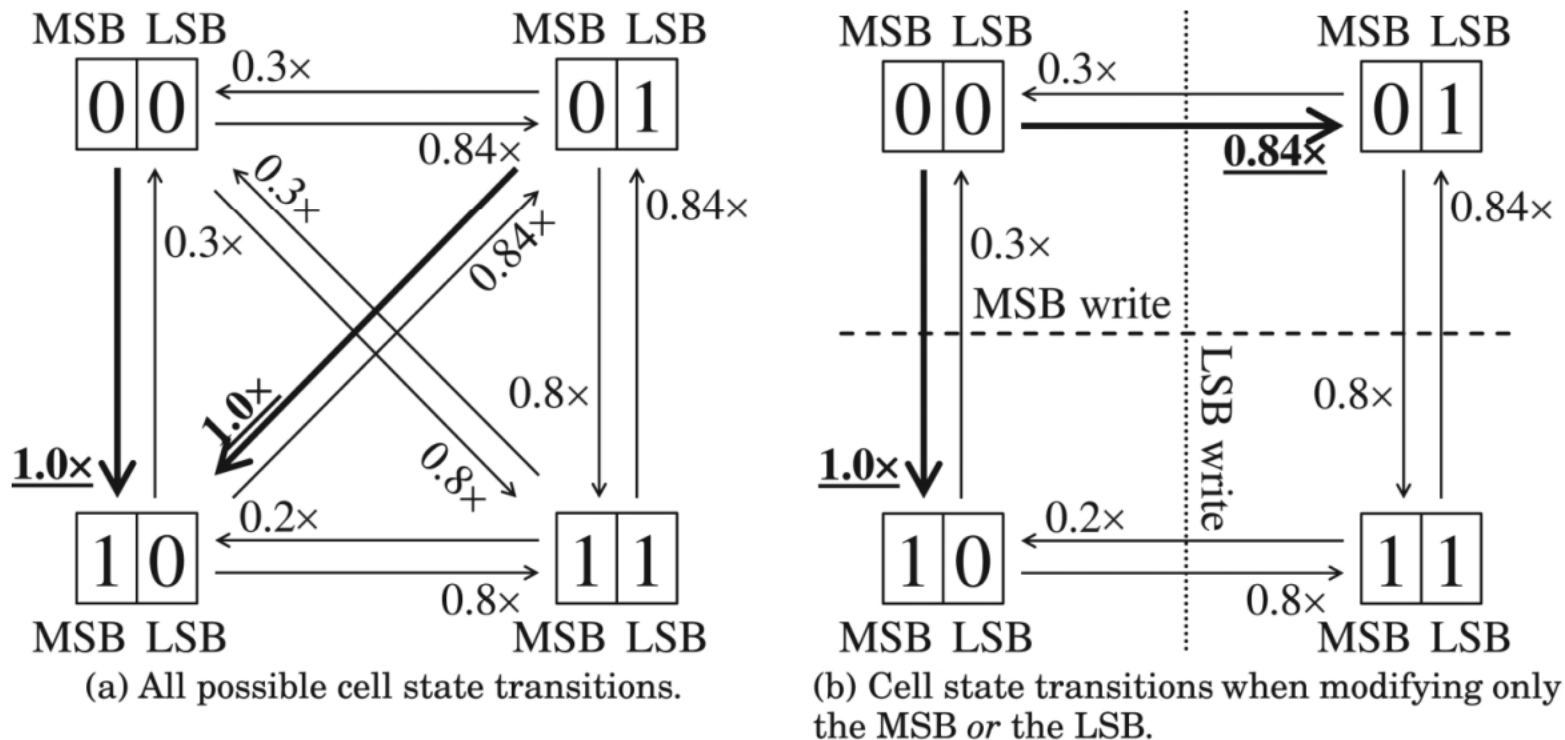 MSB LSB
0 0
0.3×
0.84×
MSB LSB
0 1
0.3×
0.3×
0.84×
0.84×
1.0×
1.0×
0.8×
0.8×
1 0
MSB LSB
0.2×
0.8×
1 1
MSB LSB
(a) All possible cell state transitions.
MSB LSB
0 0
0.3×
0.84×
MSB LSB
0 1
0.3×
0.84×
MSB write
LSB write
1.0×
0.8×
1 0
MSB LSB
0.2×
0.8×
1 1
MSB LSB
(b) Cell state transitions when modifying only
the MSB or the LSB.